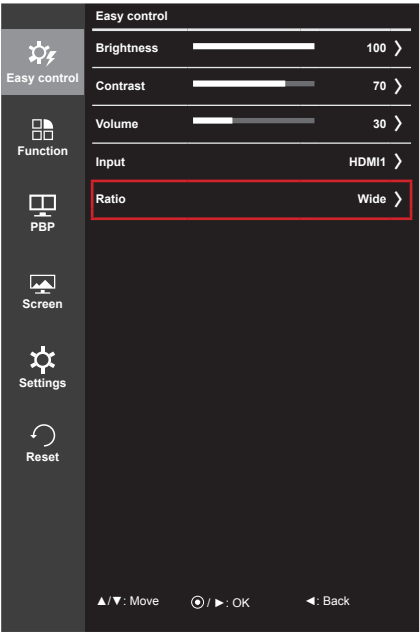 Easy control
Easy control
Brightness 100
Contrast 70
Volume 30
Input HDMI1
Ratio Wide
Function
PBP
Screen
Settings
Reset
▲/▼: Move ⦿ / ►: OK ◄: Back